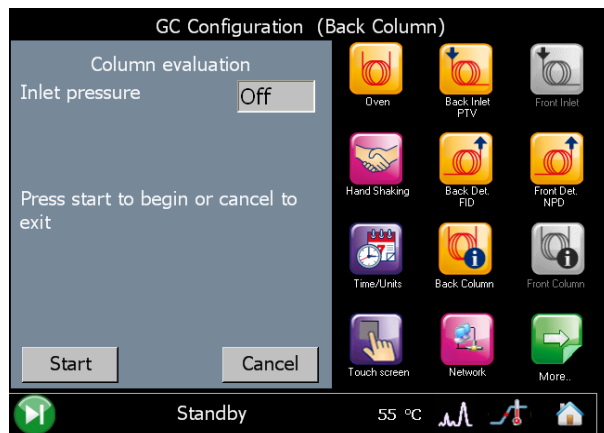 GC Configuration (Back Column)
Column evaluation
Inlet pressure Off
Press start to begin or cancel to
exit
Start Cancel
Oven
Back Inlet
PTV
Front Inlet
Hand Shaking
Back Det.
FID
Front Det.
NPD
Time/Units
Back Column
Front Column
Touch screen
Network
More..
Standby 55 °C